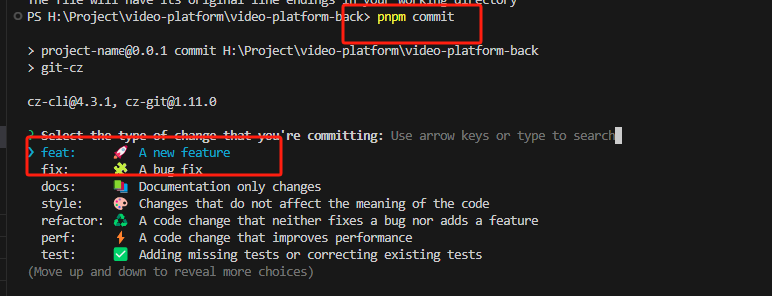 The file will have its original line endings in your working directory
PS H:\Project\video-platform\video-platform-back> pnpm commit
> project-name@0.0.1 commit H:\Project\video-platform\video-platform-back
> git-cz
cz-cli@4.3.1, cz-git@1.11.0
? Select the type of change that you're committing: Use arrow keys or type to search
❯ feat: 🚀 A new feature
fix: 🧩 A bug fix
docs: 📚 Documentation only changes
style: 🎨 Changes that do not affect the meaning of the code
refactor: ♻️ A code change that neither fixes a bug nor adds a feature
perf: ⚡️ A code change that improves performance
test: ✅ Adding missing tests or correcting existing tests
(Move up and down to reveal more choices)